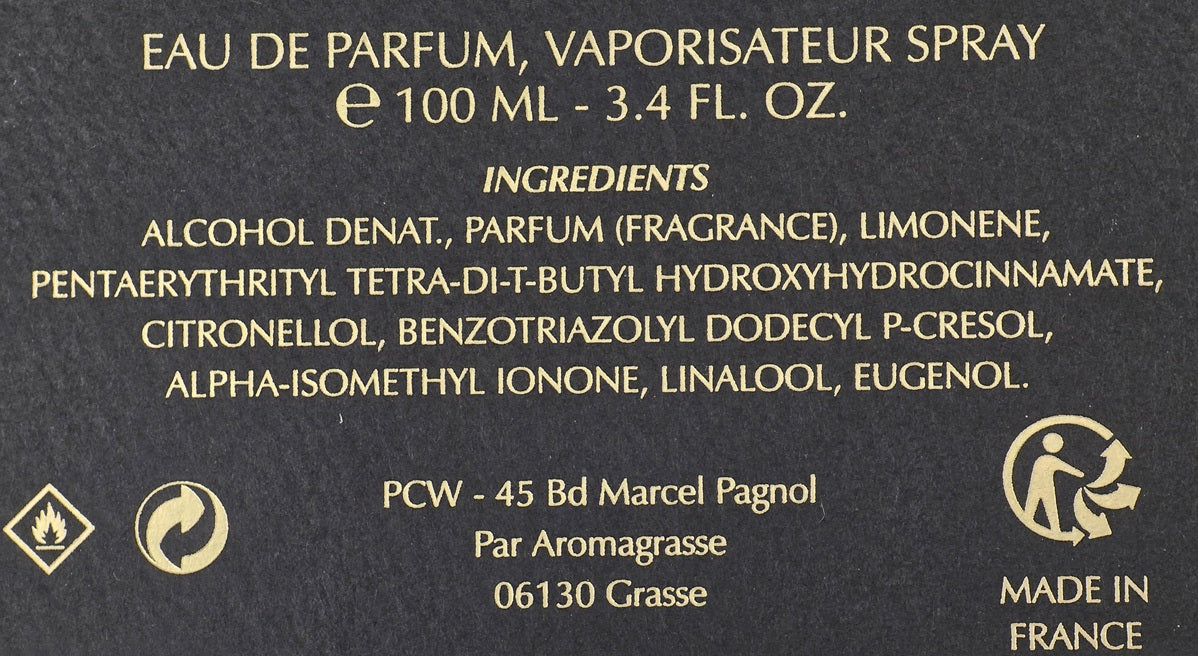 EAU DE PARFUM, VAPORISATEUR SPRAY
℮ 100 ML - 3.4 FL. OZ.
INGREDIENTS
ALCOHOL DENAT., PARFUM (FRAGRANCE), LIMONENE,
PENTAERYTHRITYL TETRA-DI-T-BUTYL HYDROXYHYDROCINNAMATE,
CITRONELLOL, BENZOTRIAZOLYL DODECYL P-CRESOL,
ALPHA-ISOMETHYL IONONE, LINALOOL, EUGENOL.
PCW - 45 Bd Marcel Pagnol
Par Aromagrasse
06130 Grasse
MADE IN
FRANCE